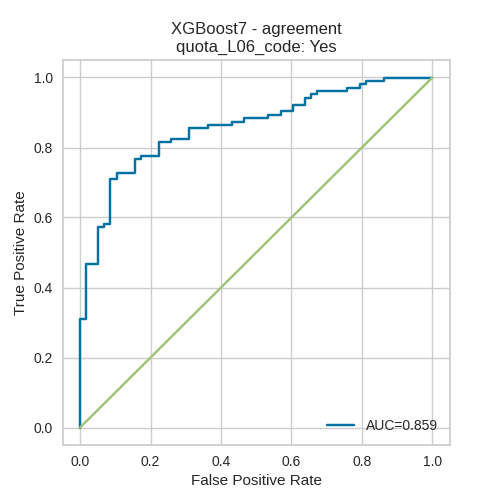 XGBoost7 - agreement
quota_L06_code: Yes
True Positive Rate
1.0
0.8
0.6
0.4
0.2
0.0
AUC=0.859
0.0 0.2 0.4 0.6 0.8 1.0
False Positive Rate